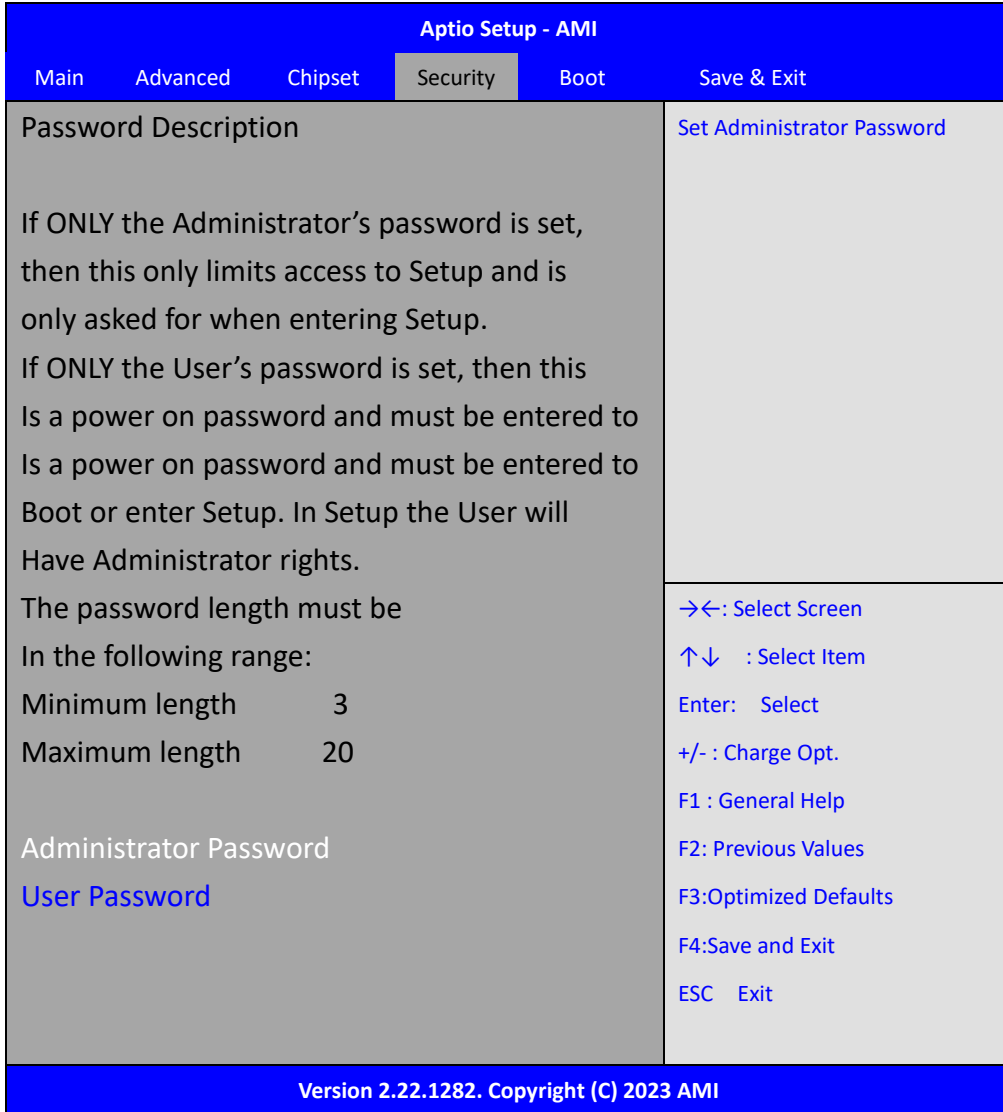 Aptio Setup - AMI
Main Advanced Chipset Security Boot Save & Exit
Password Description
If ONLY the Administrator’s password is set,
then this only limits access to Setup and is
only asked for when entering Setup.
If ONLY the User’s password is set, then this
Is a power on password and must be entered to
Is a power on password and must be entered to
Boot or enter Setup. In Setup the User will
Have Administrator rights.
The password length must be
In the following range:
Minimum length 3
Maximum length 20
Administrator Password
User Password
Set Administrator Password
→←: Select Screen
↑↓ : Select Item
Enter: Select
+/- : Charge Opt.
F1 : General Help
F2: Previous Values
F3:Optimized Defaults
F4:Save and Exit
ESC Exit
Version 2.22.1282. Copyright (C) 2023 AMI